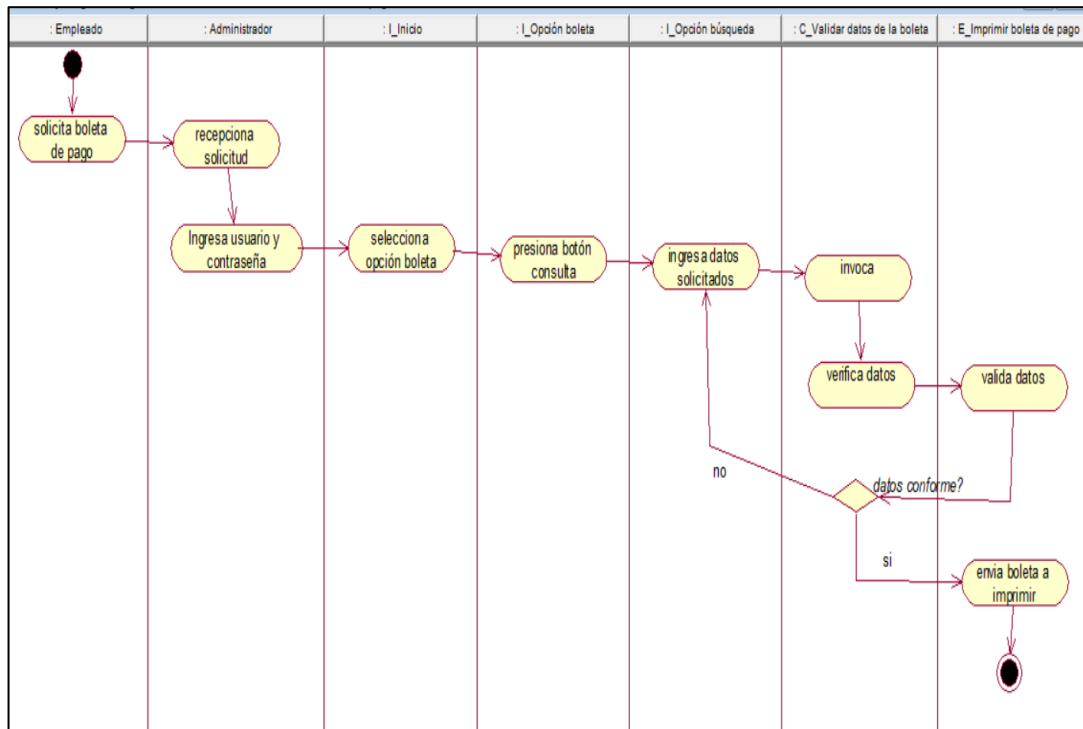 : Empleado
: Administrador
: I_Inicio
: I_Opción boleta
: I_Opción búsqueda
: C_Validar datos de la boleta
: E_Imprimir boleta de pago
solicita boleta
de pago
recepciona
solicitud
Ingresa usuario y
contraseña
selecciona
opción boleta
presiona botón
consulta
ingresa datos
solicitados
invoca
verifica datos
valida datos
no
datos conforme?
si
envia boleta a
imprimir